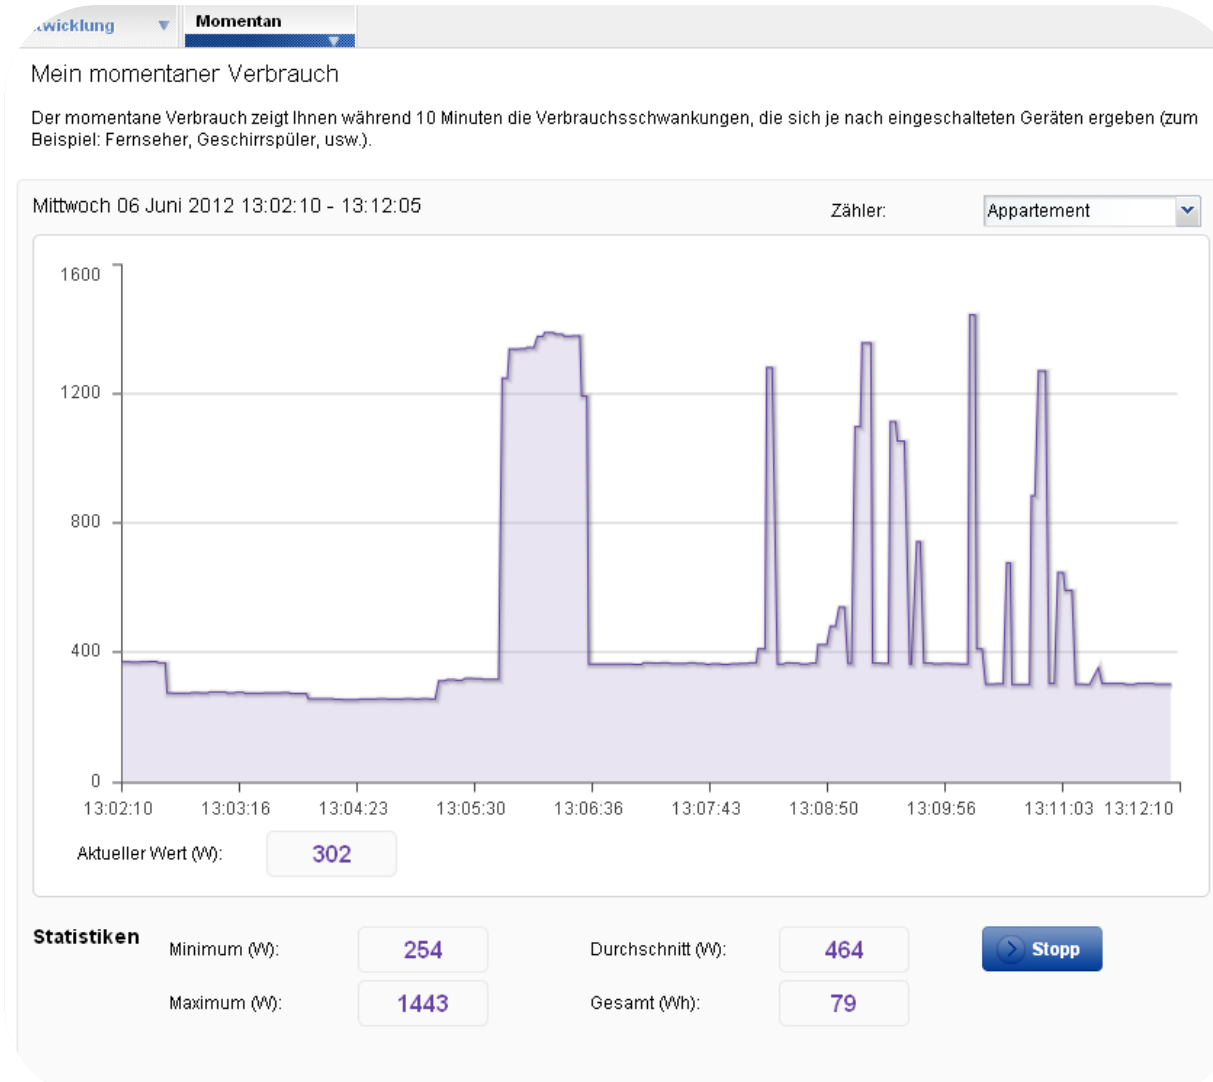 wicklung
Momentan
Mein momentaner Verbrauch
Der momentane Verbrauch zeigt Ihnen während 10 Minuten die Verbrauchsschwankungen, die sich je nach eingeschalteten Geräten ergeben (zum
Beispiel: Fernseher, Geschirrspüler, usw.).
Mittwoch 06 Juni 2012 13:02:10 - 13:12:05
Zähler:
Appartement
1600
1200
800
400
0
13:02:10 13:03:16 13:04:23 13:05:30 13:06:36 13:07:43 13:08:50 13:09:56 13:11:03 13:12:10
Aktueller Wert (W): 302
Statistiken
Minimum (W): 254 Durchschnitt (W): 464 Stopp
Maximum (W): 1443 Gesamt (Wh): 79